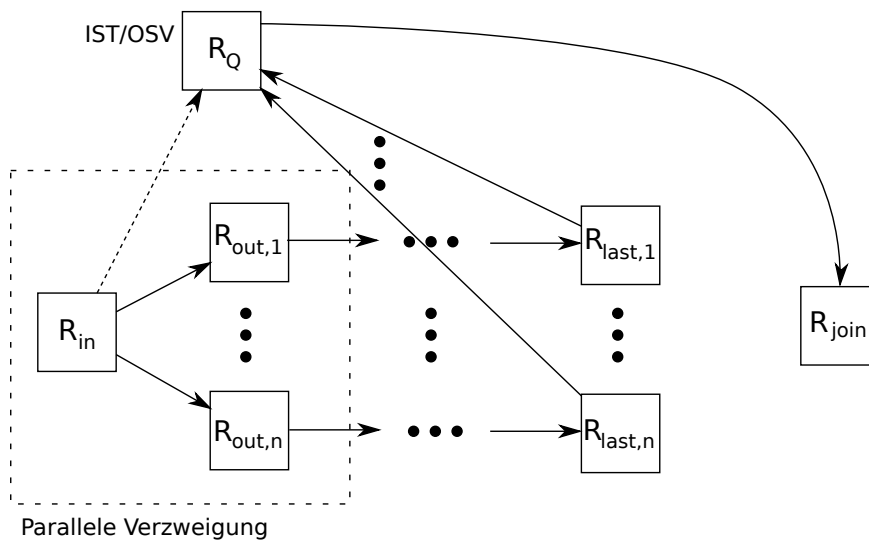 IST/OSV
R_Q
R_out,1
R_last,1
R_in
R_join
R_out,n
R_last,n
Parallele Verzweigung